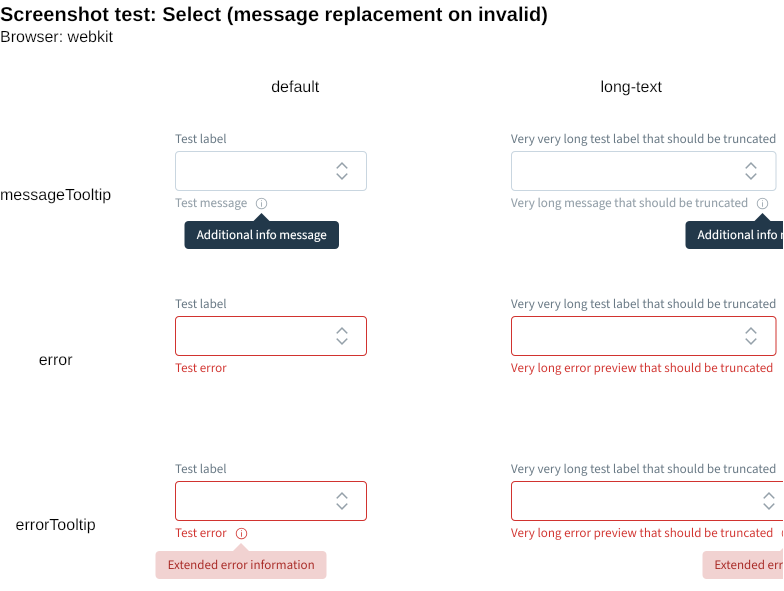 Screenshot test: Select (message replacement on invalid)
Browser: webkit
default long-text
Test label Very very long test label that should be truncated
messageTooltip
Test message Very long message that should be truncated
Additional info message Additional info
Test label Very very long test label that should be truncated
error
Test error Very long error preview that should be truncated
Test label Very very long test label that should be truncated
errorTooltip
Test error Very long error preview that should be truncated
Extended error information Extended